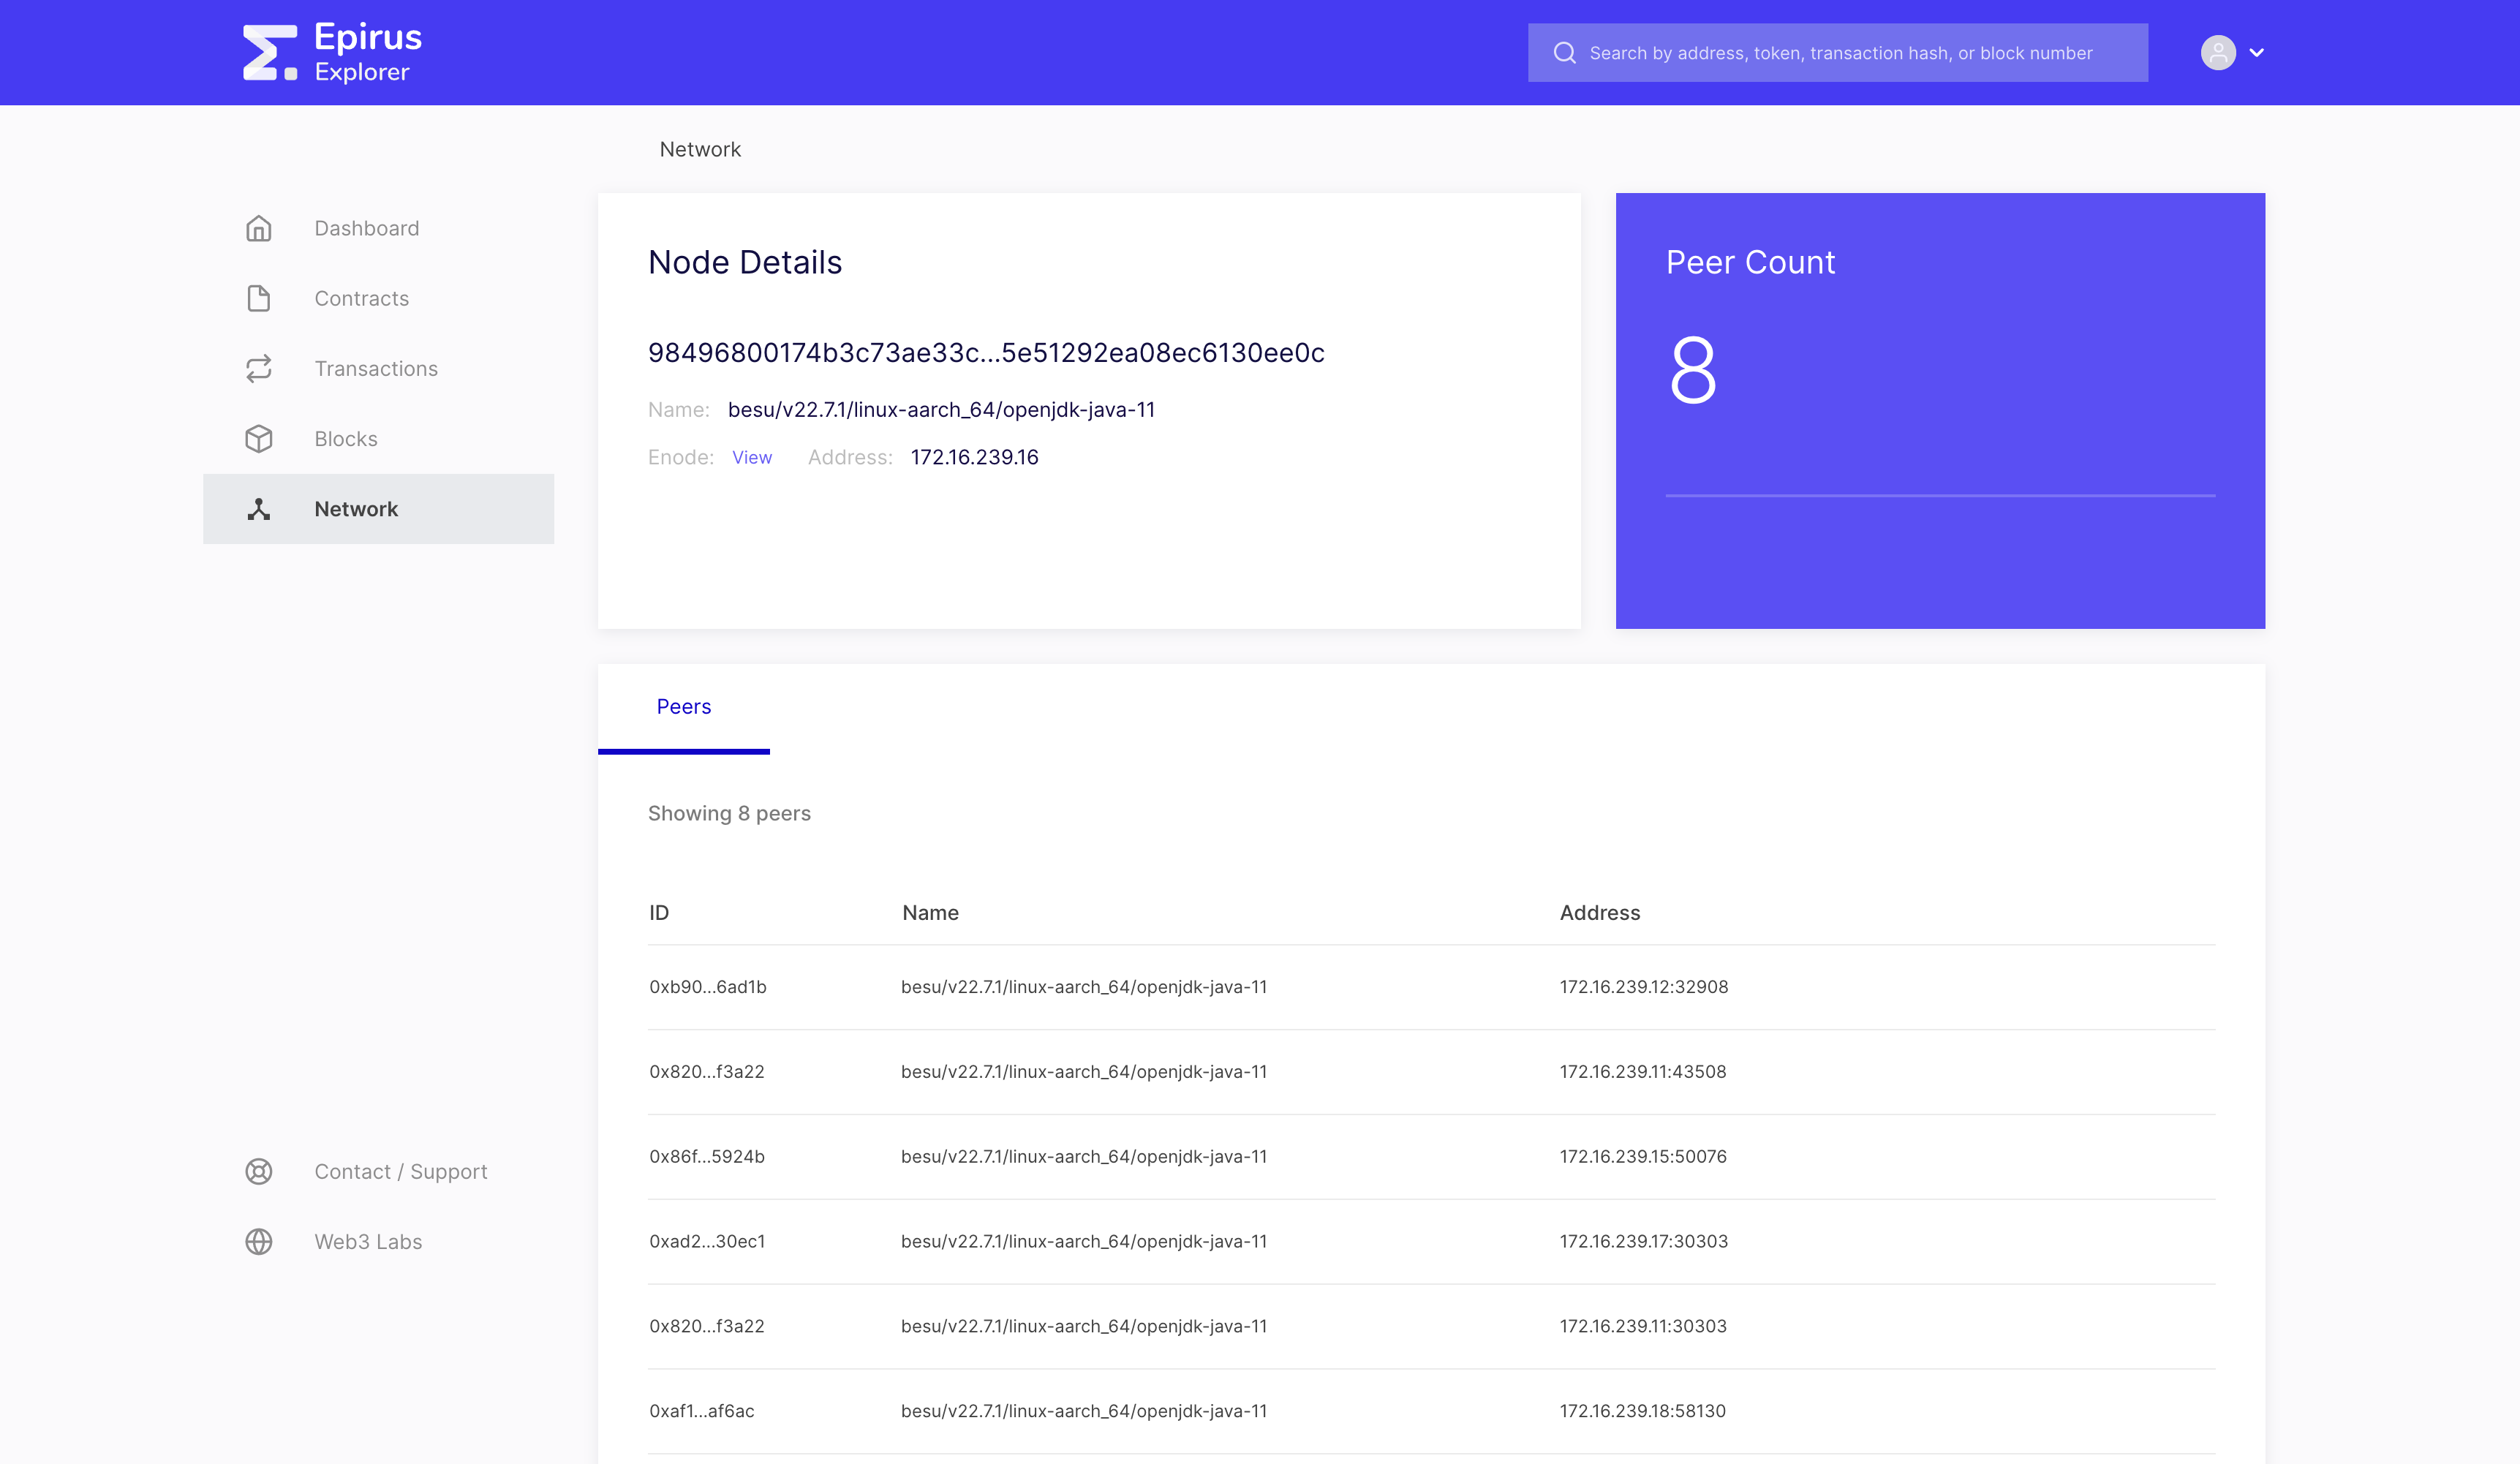 Epirus
Explorer
Search by address, token, transaction hash, or block number
Network
Dashboard
Contracts
Transactions
Blocks
Network
Node Details
98496800174b3c73ae33c...5e51292ea08ec6130ee0c
Name: besu/v22.7.1/linux-aarch_64/openjdk-java-11
Enode: View Address: 172.16.239.16
Peer Count
8
Peers
Showing 8 peers
ID Name Address
0xb90...6ad1b besu/v22.7.1/linux-aarch_64/openjdk-java-11 172.16.239.12:32908
0x820...f3a22 besu/v22.7.1/linux-aarch_64/openjdk-java-11 172.16.239.11:43508
0x86f...5924b besu/v22.7.1/linux-aarch_64/openjdk-java-11 172.16.239.15:50076
0xad2...30ec1 besu/v22.7.1/linux-aarch_64/openjdk-java-11 172.16.239.17:30303
0x820...f3a22 besu/v22.7.1/linux-aarch_64/openjdk-java-11 172.16.239.11:30303
0xaf1...af6ac besu/v22.7.1/linux-aarch_64/openjdk-java-11 172.16.239.18:58130
Contact / Support
Web3 Labs